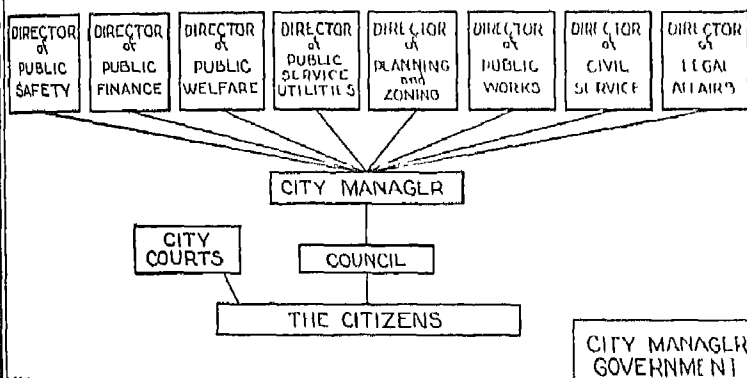 DIRECTOR
of
PUBLIC
SAFETY
DIRECTOR
of
PUBLIC
FINANCE
DIRECTOR
of
PUBLIC
WELFARE
DIRECTOR
of
PUBLIC
SERVICE
UTILITIES
DIRECTOR
of
PLANNING
and
ZONING
DIRECTOR
of
PUBLIC
WORKS
DIRECTOR
of
CIVIL
SERVICE
DIRECTOR
of
LEGAL
AFFAIRS
CITY MANAGER
CITY
COURTS
COUNCIL
THE CITIZENS
CITY MANAGER
GOVERNMENT